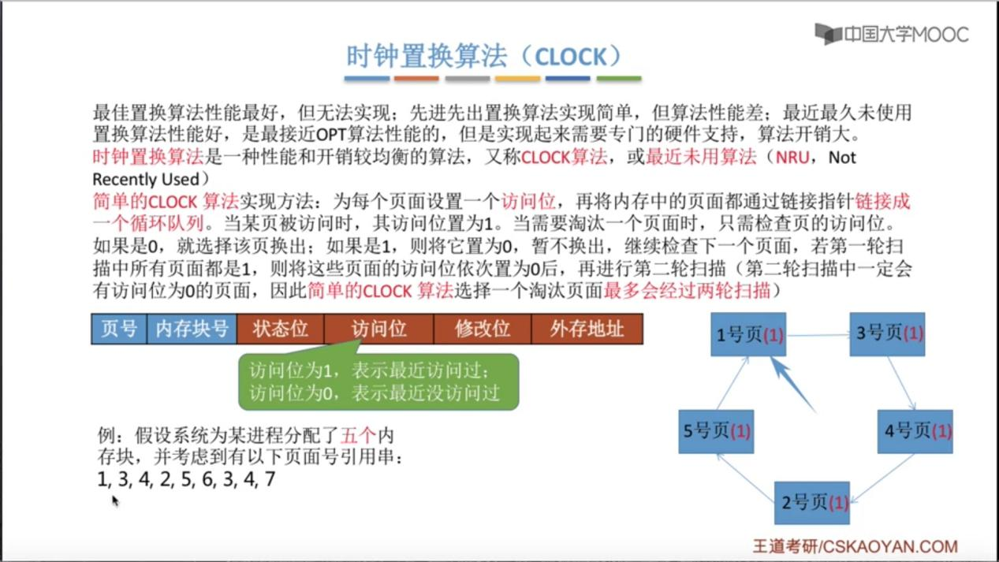 中国大学MOOC
时钟置换算法（CLOCK）
最佳置换算法性能最好，但无法实现；先进先出置换算法实现简单，但算法性能差；最近最久未使用
置换算法性能好，是最接近OPT算法性能的，但是实现起来需要专门的硬件支持，算法开销大。
时钟置换算法是一种性能和开销较均衡的算法，又称CLOCK算法，或最近未用算法（NRU，Not
Recently Used）
简单的CLOCK 算法实现方法：为每个页面设置一个访问位，再将内存中的页面都通过链接指针链接成
一个循环队列。当某页被访问时，其访问位置为1。当需要淘汰一个页面时，只需检查页的访问位。
如果是0，就选择该页换出；如果是1，则将它置为0，暂不换出，继续检查下一个页面，若第一轮扫
描中所有页面都是1，则将这些页面的访问位依次置为0后，再进行第二轮扫描（第二轮扫描中一定会
有访问位为0的页面，因此简单的CLOCK 算法选择一个淘汰页面最多会经过两轮扫描）
页号 内存块号 状态位 访问位 修改位 外存地址
访问位为1，表示最近访问过；
访问位为0，表示最近没访问过
例：假设系统为某进程分配了五个内
存块，并考虑到有以下页面号引用串：
1, 3, 4, 2, 5, 6, 3, 4, 7
1号页(1)
3号页(1)
5号页(1)
4号页(1)
2号页(1)
王道考研/CSKAOYAN.COM